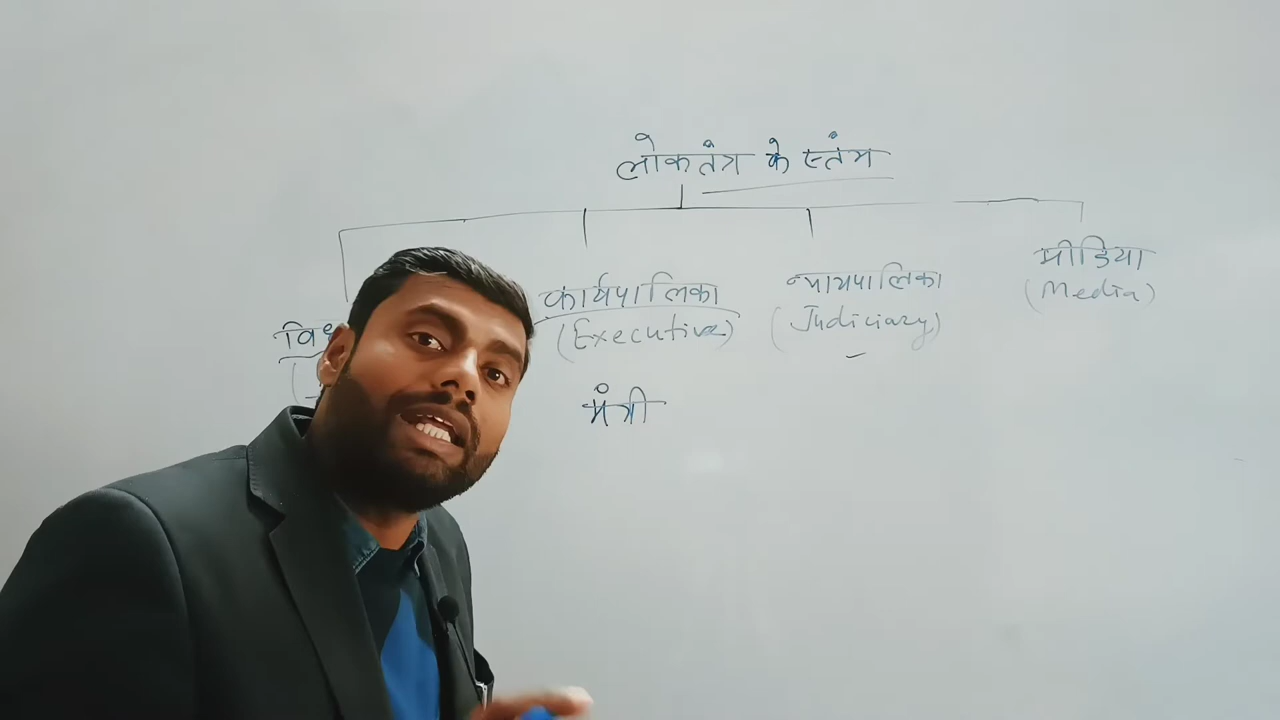 लोकतंत्र के स्तंभ
कार्यपालिका
(Executive)
मंत्री
न्यायपालिका
(Judiciary)
मीडिया
(Media)